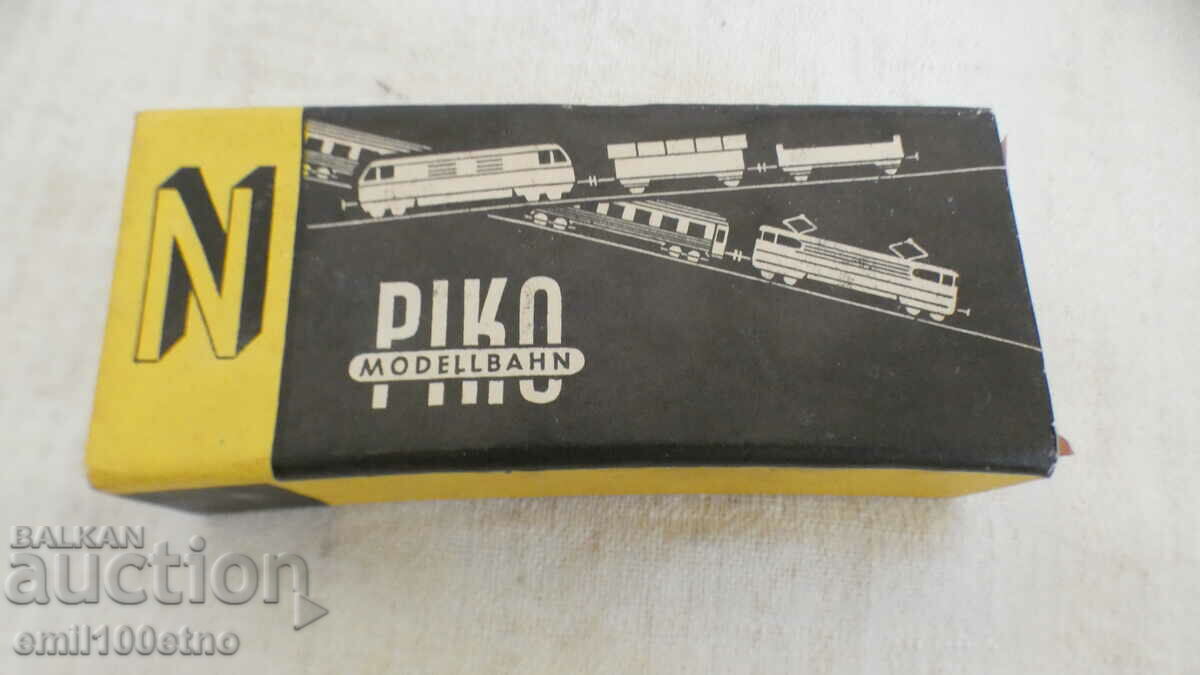 N
PIKO
MODELLBAHN
BALKAN
auction
emil100etno